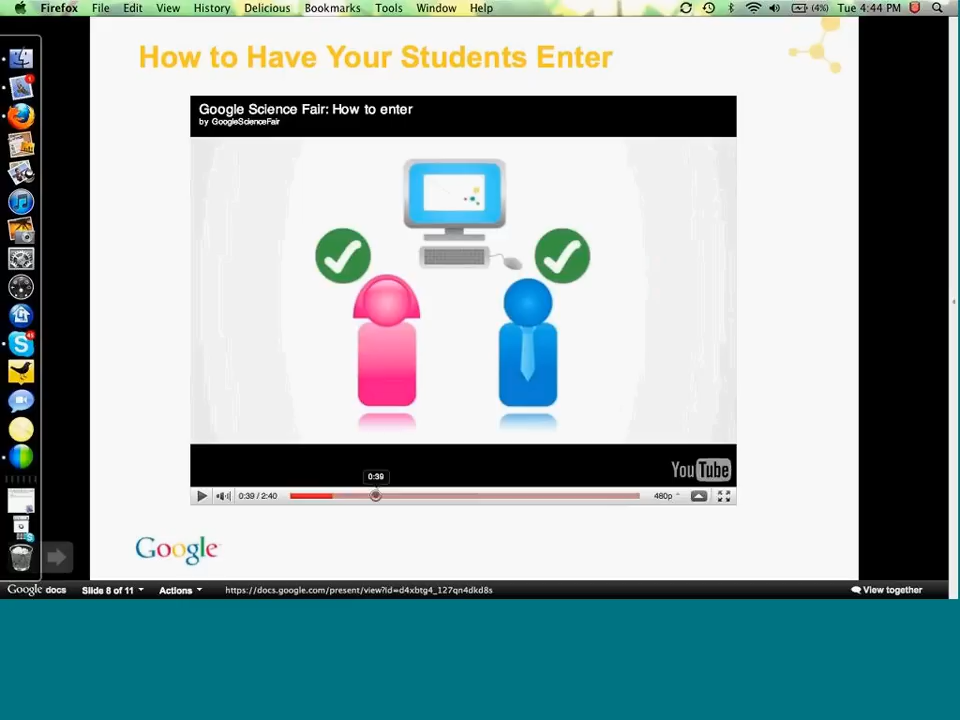 Firefox File Edit View History Delicious Bookmarks Tools Window Help (4%) Tue 4:44 PM
How to Have Your Students Enter
Google Science Fair: How to enter
by GoogleScienceFair
YouTube
0:39
0:39 / 2:40 480p
Google
Google docs Slide 8 of 11 Actions https://docs.google.com/present/view?id=d4xbtg4_127qn4dkd8s View together